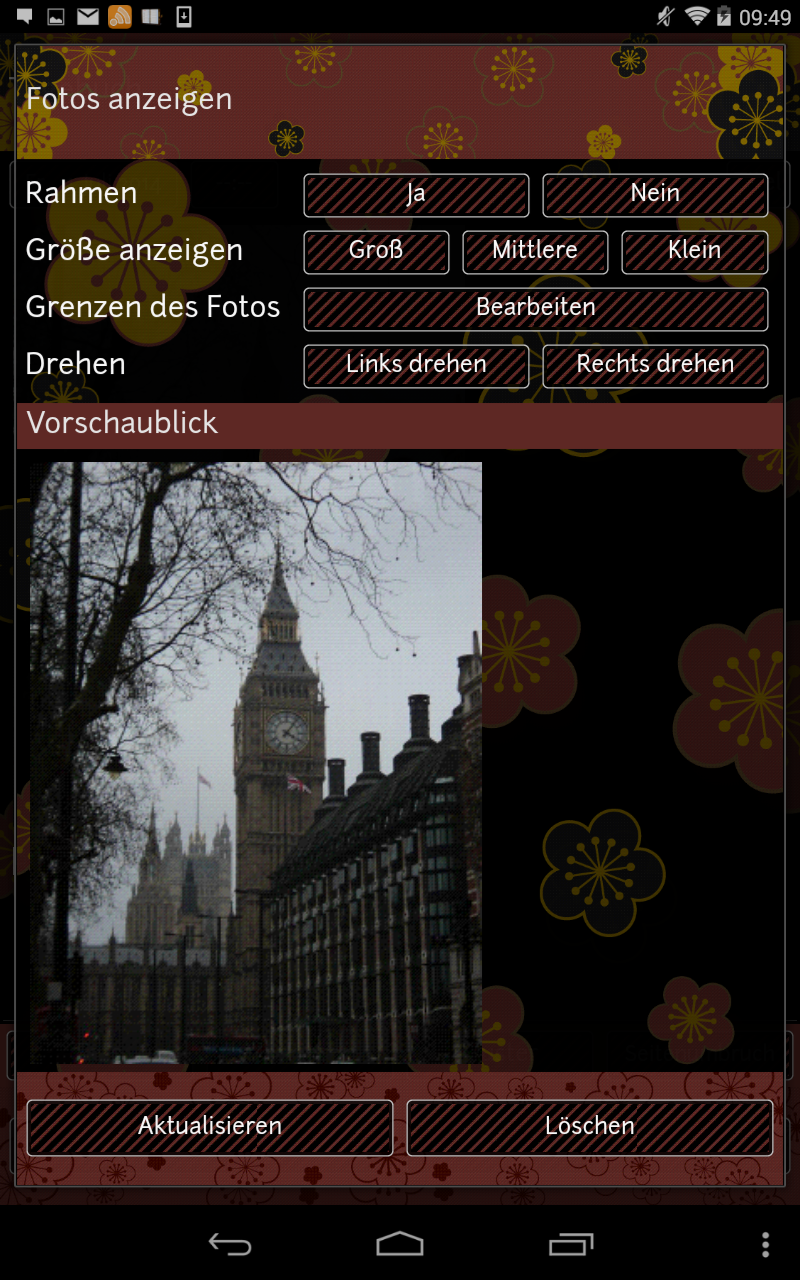 09:49
Fotos anzeigen
Rahmen Ja Nein
Größe anzeigen Groß Mittlere Klein
Grenzen des Fotos Bearbeiten
Drehen Links drehen Rechts drehen
Vorschaublick
Aktualisieren Löschen